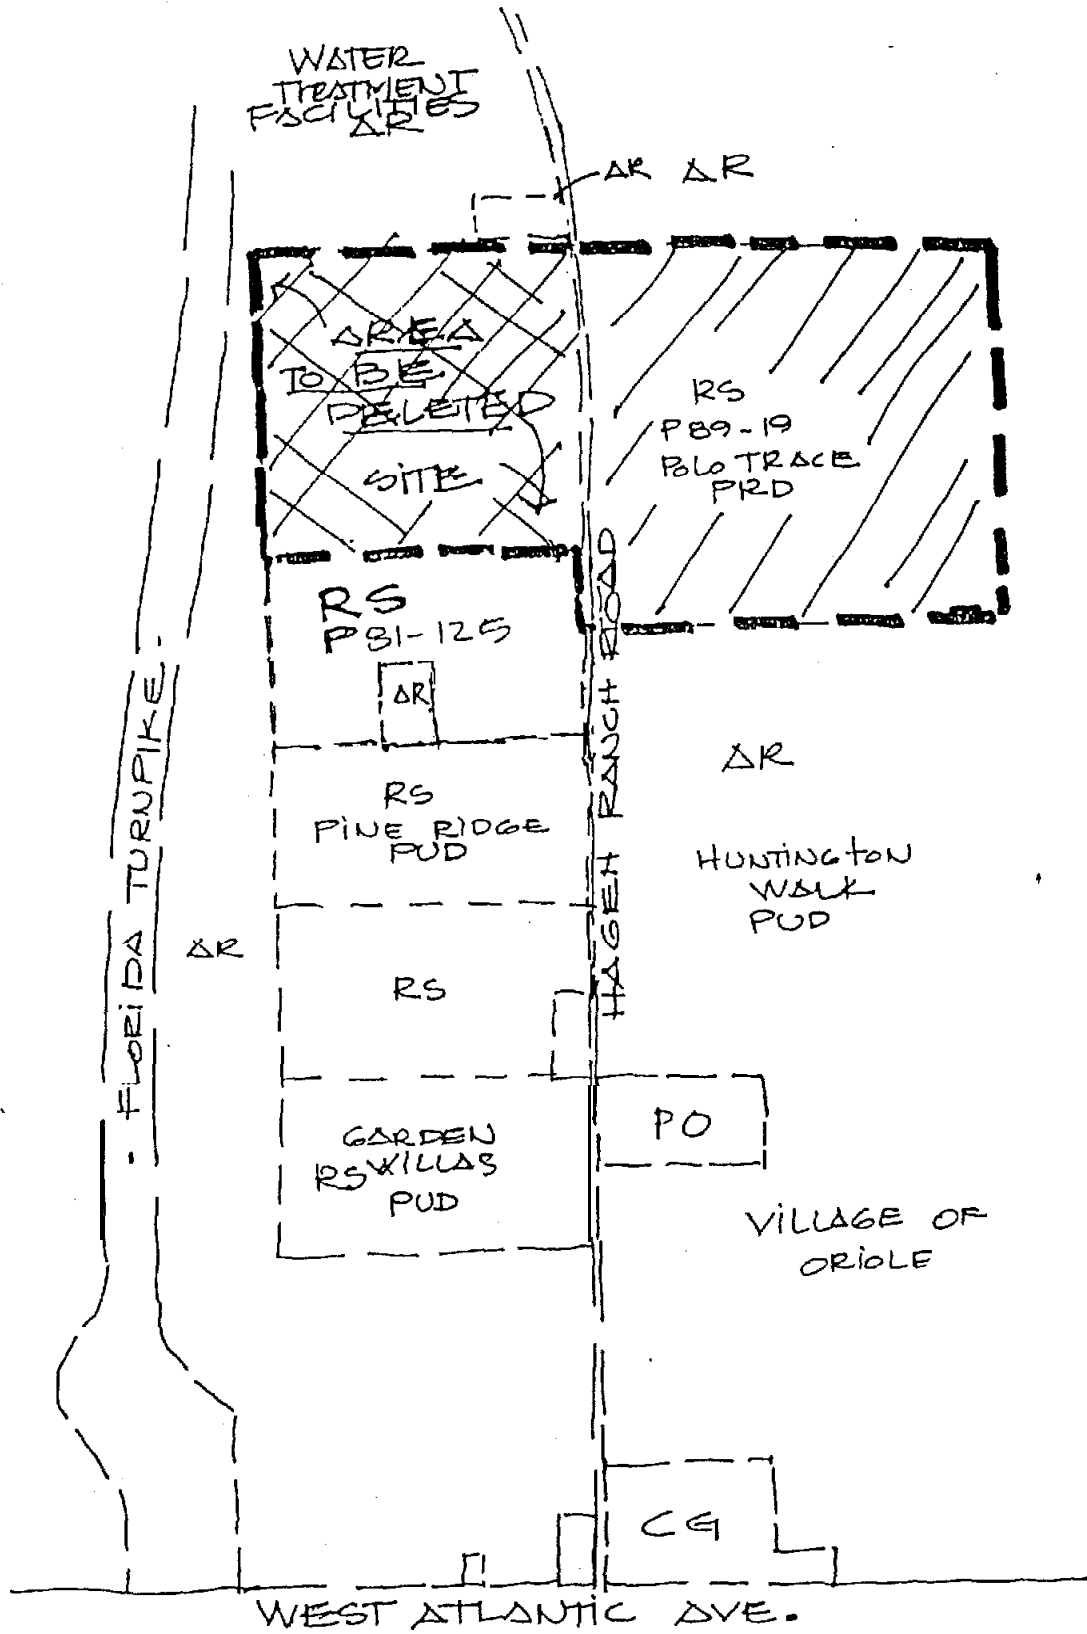 WATER
TREATMENT
FACILITIES
AR
AR AR
AREA
TO BE
DELETED
SITE
RS
P89-19
POLO TRACE
PRD
RS
P81-125
AR
AR
RS
PINE RIDGE
PUD
HUNTINGTON
WALK
PUD
HAGEN RANCH ROAD
- FLORIDA TURNPIKE -
AR
RS
PO
GARDEN
RS VILLAS
PUD
VILLAGE OF
ORIOLE
CG
WEST ATLANTIC AVE.